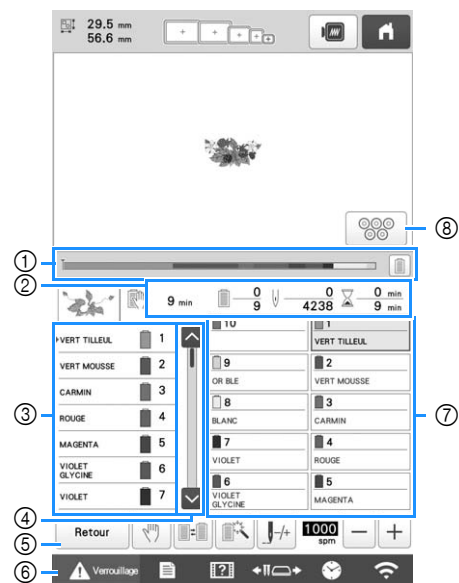 29.5 mm
56.6 mm
⑧
①
②
9 min
0
9
0
4238
0 min
9 min
VERT TILLEUL 1
VERT MOUSSE 2
CARMIN 3
ROUGE 4
MAGENTA 5
VIOLET
GLYCINE 6
VIOLET 7
③
10
1
VERT TILLEUL
9
OR BLE
2
VERT MOUSSE
8
BLANC
3
CARMIN
7
VIOLET
4
ROUGE
6
VIOLET
GLYCINE
5
MAGENTA
⑦
④
⑤
Retour
-/+
1000
spm
− +
⑥
Verrouillage
?